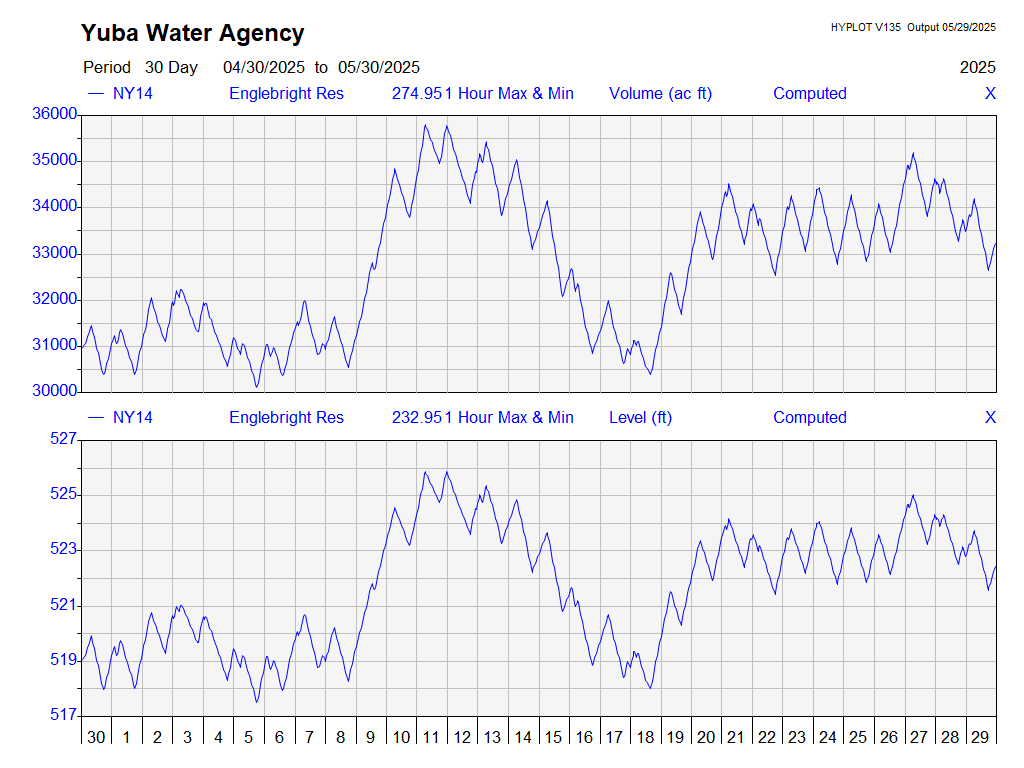 Yuba Water Agency
HYPLOT V135 Output 05/29/2025
Period 30 Day 04/30/2025 to 05/30/2025 2025
NY14 Englebright Res 274.951 Hour Max & Min Volume (ac ft) Computed X
36000
35000
34000
33000
32000
31000
30000
NY14 Englebright Res 232.951 Hour Max & Min Level (ft) Computed X
527
525
523
521
519
517
30 1 2 3 4 5 6 7 8 9 10 11 12 13 14 15 16 17 18 19 20 21 22 23 24 25 26 27 28 29